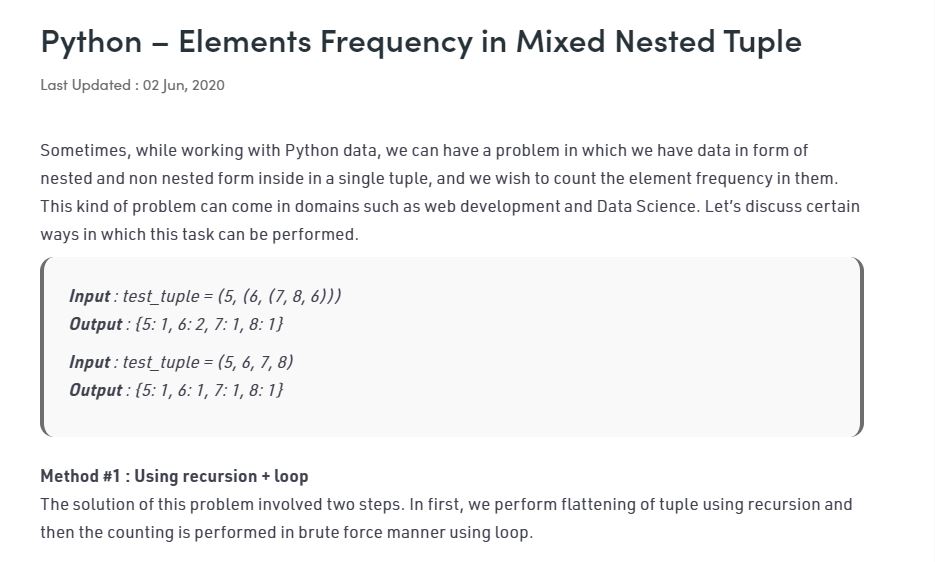 Python – Elements Frequency in Mixed Nested Tuple
Last Updated : 02 Jun, 2020
Sometimes, while working with Python data, we can have a problem in which we have data in form of
nested and non nested form inside in a single tuple, and we wish to count the element frequency in them.
This kind of problem can come in domains such as web development and Data Science. Let’s discuss certain
ways in which this task can be performed.
Input : test_tuple = (5, (6, (7, 8, 6)))
Output : {5: 1, 6: 2, 7: 1, 8: 1}
Input : test_tuple = (5, 6, 7, 8)
Output : {5: 1, 6: 1, 7: 1, 8: 1}
Method #1 : Using recursion + loop
The solution of this problem involved two steps. In first, we perform flattening of tuple using recursion and
then the counting is performed in brute force manner using loop.